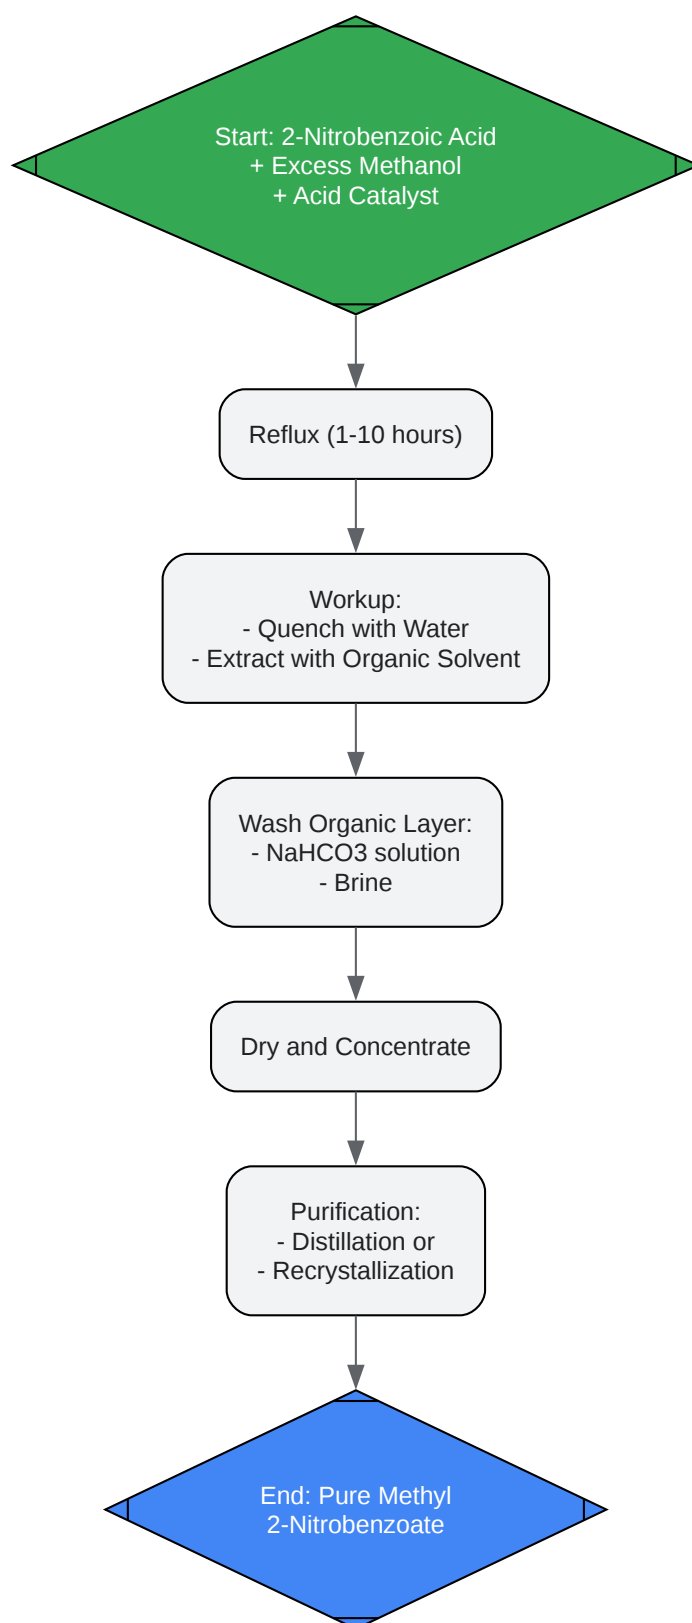 Start: 2-Nitrobenzoic Acid
+ Excess Methanol
+ Acid Catalyst
Reflux (1-10 hours)
Workup:
- Quench with Water
- Extract with Organic Solvent
Wash Organic Layer:
- NaHCO3 solution
- Brine
Dry and Concentrate
Purification:
- Distillation or
- Recrystallization
End: Pure Methyl
2-Nitrobenzoate